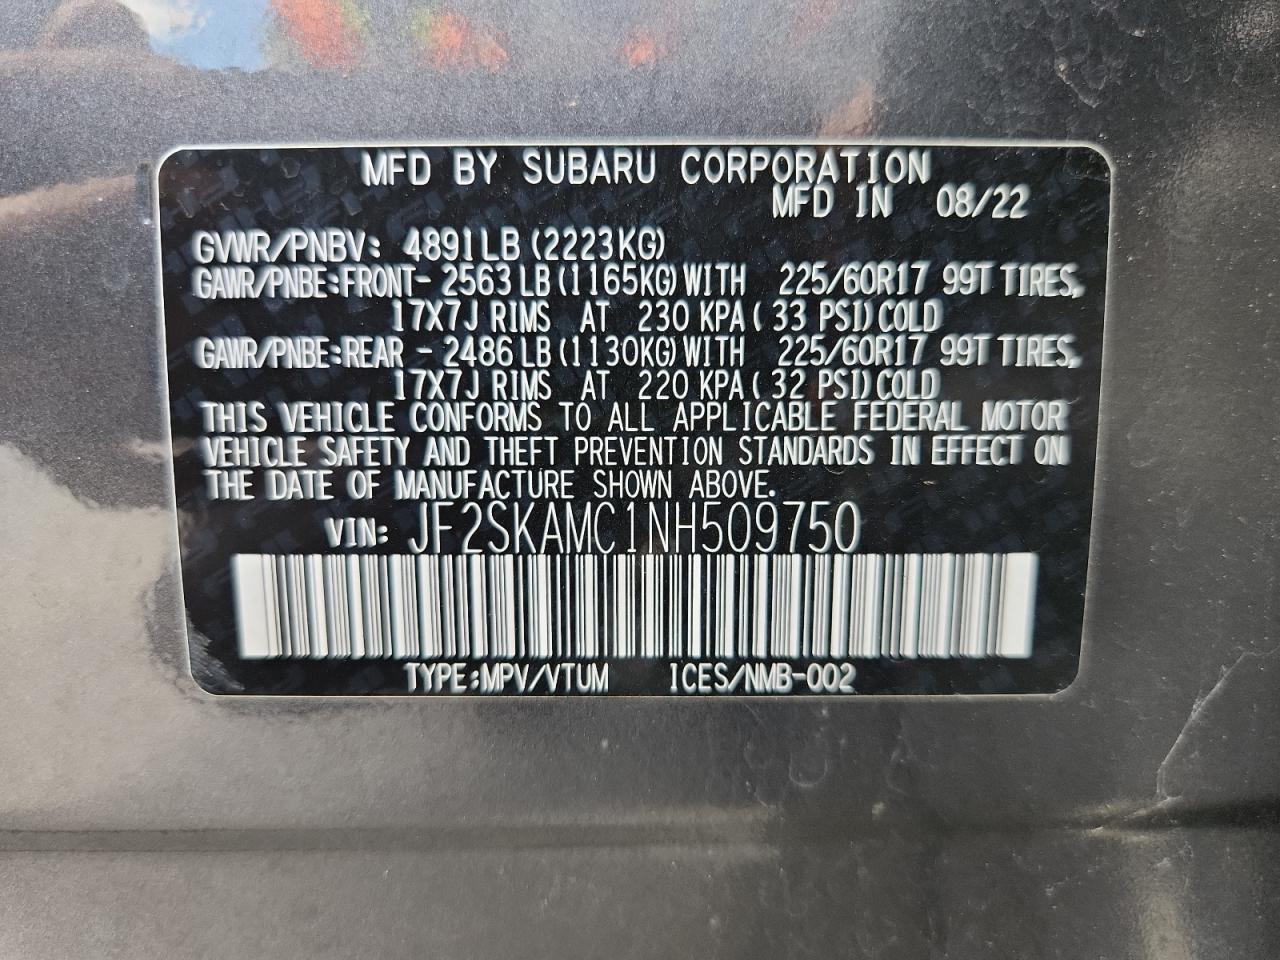 MFD BY SUBARU CORPORATION
MFD IN 08/22
GVWR/PNBV: 4891LB (2223KG)
GAWR/PNBE:FRONT- 2563LB (1165KG) WITH 225/60R17 99T TIRES,
17X7J RIMS AT 230 KPA ( 33 PSI) COLD
GAWR/PNBE:REAR - 2486LB (1130KG) WITH 225/60R17 99T TIRES,
17X7J RIMS AT 220 KPA ( 32 PSI) COLD
THIS VEHICLE CONFORMS TO ALL APPLICABLE FEDERAL MOTOR
VEHICLE SAFETY AND THEFT PREVENTION STANDARDS IN EFFECT ON
THE DATE OF MANUFACTURE SHOWN ABOVE.
VIN: JF2SKAMC1NH509750
TYPE:MPV/VTUM ICES/NMB-002